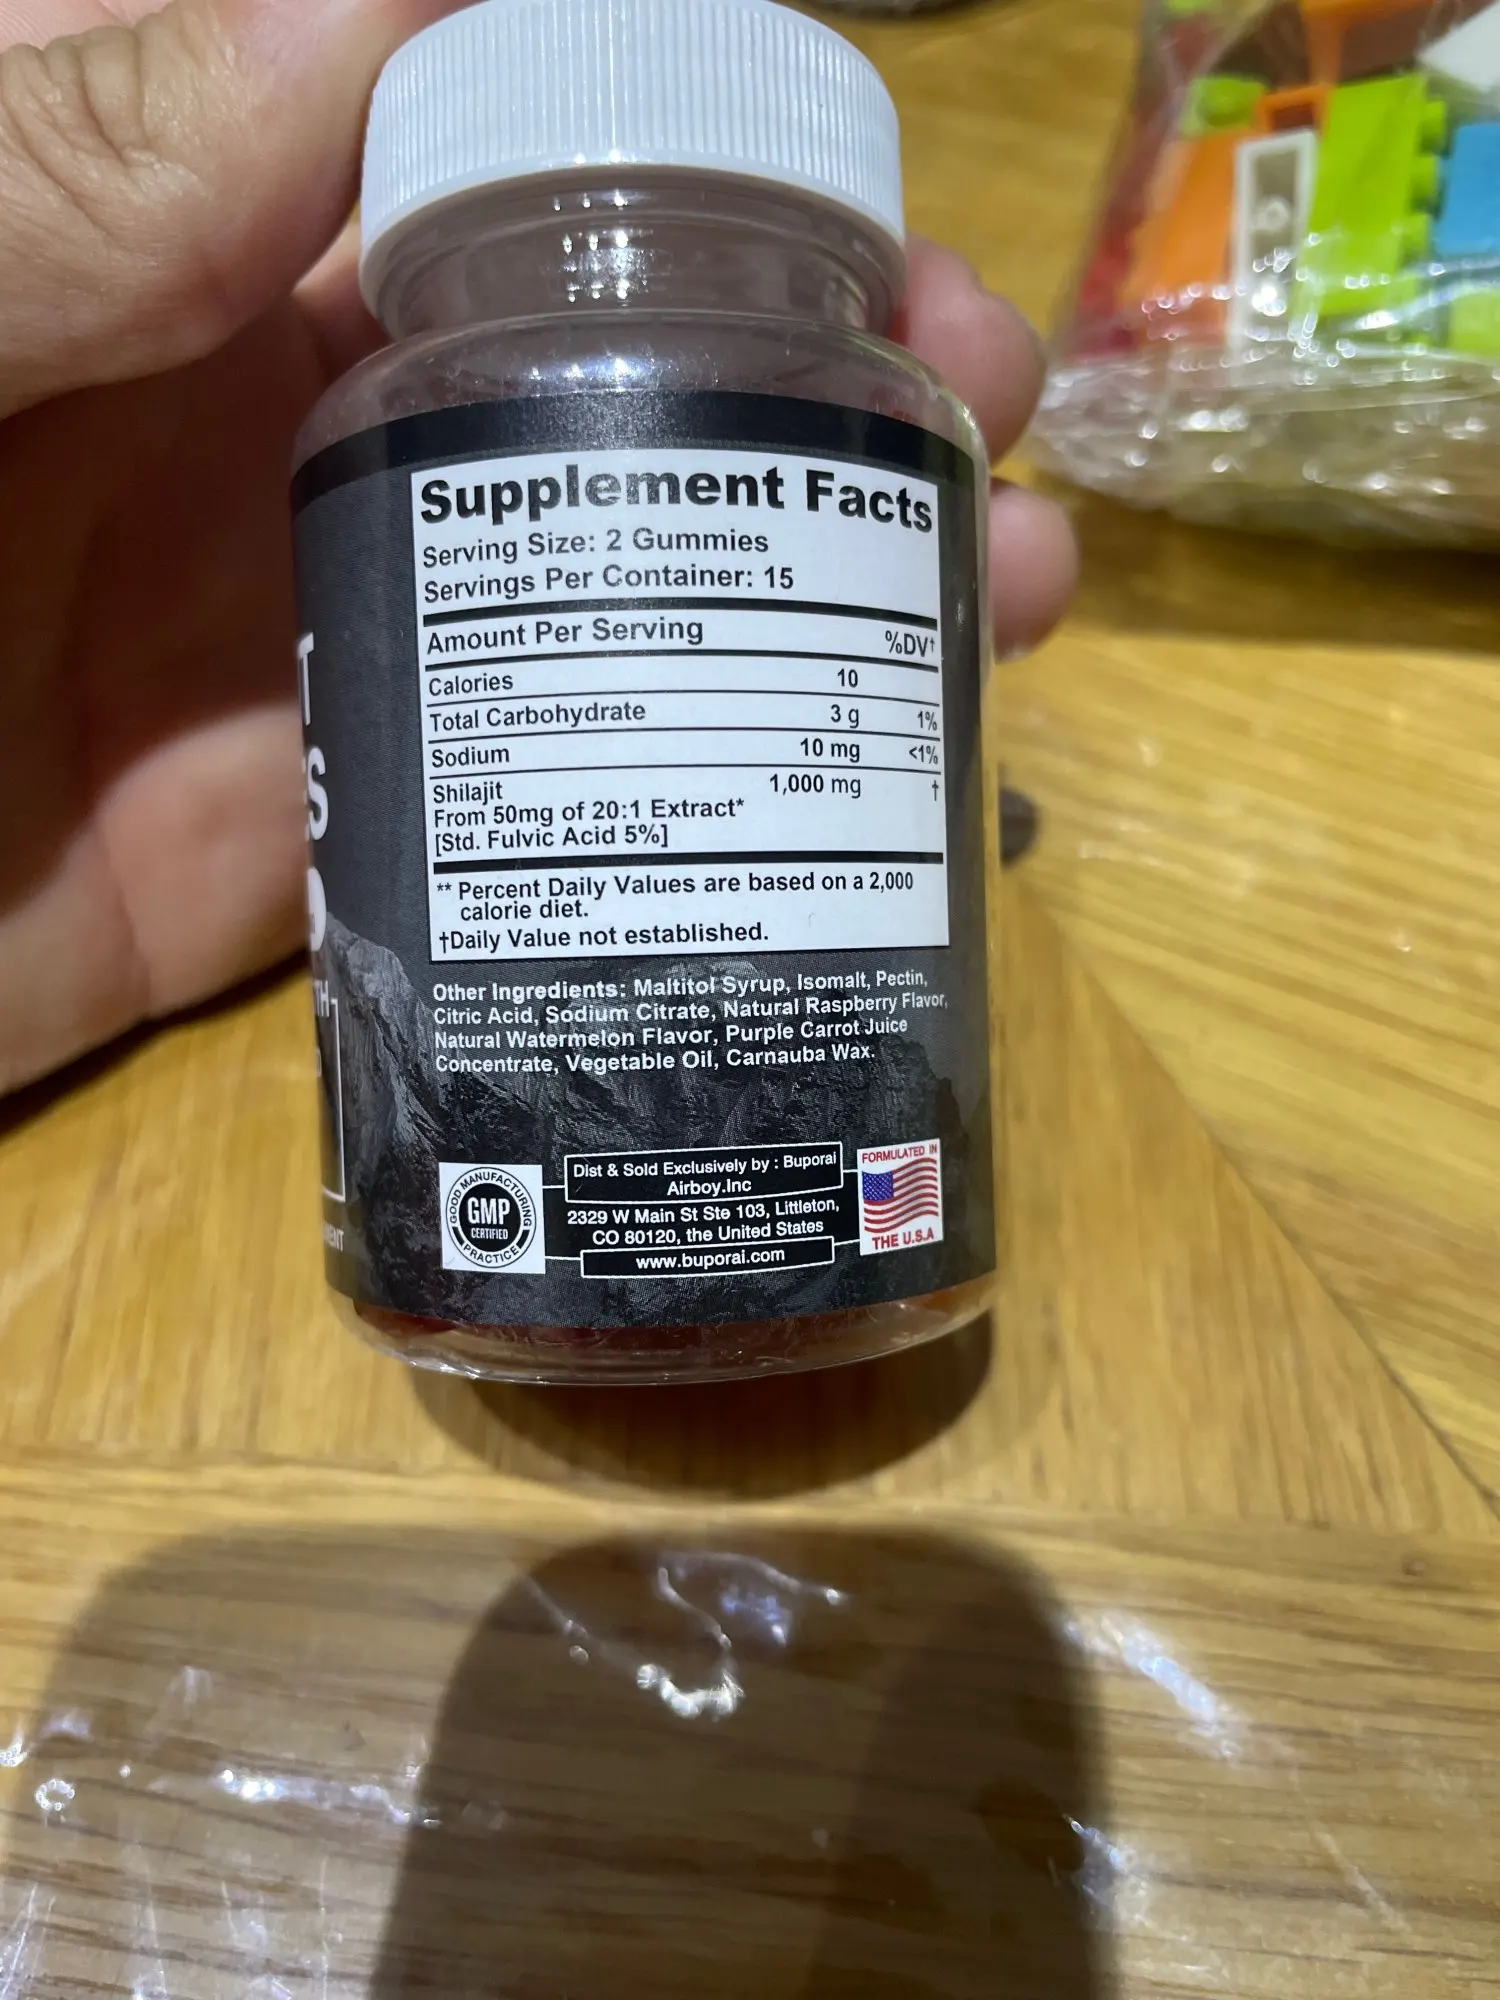 Supplement Facts
Serving Size: 2 Gummies
Servings Per Container: 15
Amount Per Serving %DV†
Calories 10
Total Carbohydrate 3 g 1%
Sodium 10 mg <1%
Shilajit 1,000 mg †
From 50mg of 20:1 Extract*
[Std. Fulvic Acid 5%]
** Percent Daily Values are based on a 2,000
calorie diet.
†Daily Value not established.
Other Ingredients: Maltitol Syrup, Isomalt, Pectin,
Citric Acid, Sodium Citrate, Natural Raspberry Flavor,
Natural Watermelon Flavor, Purple Carrot Juice
Concentrate, Vegetable Oil, Carnauba Wax.
GOOD MANUFACTURING
GMP
CERTIFIED
PRACTICE
Dist & Sold Exclusively by : Buporai
Airboy.Inc
2329 W Main St Ste 103, Littleton,
CO 80120, the United States
www.buporai.com
FORMULATED IN
THE U.S.A